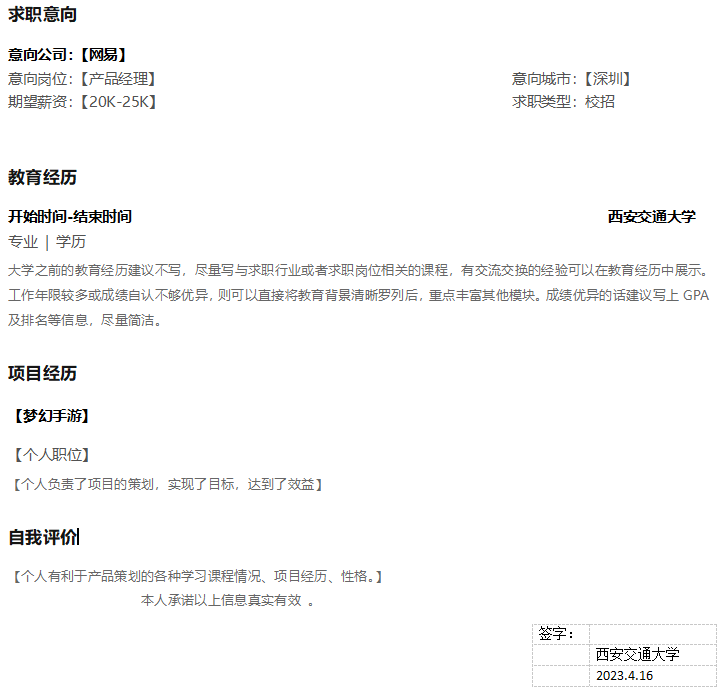 求职意向
意向公司：【网易】
意向岗位：【产品经理】 意向城市：【深圳】
期望薪资：【20K-25K】 求职类型：校招
教育经历
开始时间-结束时间 西安交通大学
专业 | 学历
大学之前的教育经历建议不写，尽量写与求职行业或者求职岗位相关的课程，有交流交换的经验可以在教育经历中展示。
工作年限较多或成绩自认不够优异，则可以直接将教育背景清晰罗列后，重点丰富其他模块。成绩优异的话建议写上 GPA
及排名等信息，尽量简洁。
项目经历
【梦幻手游】
【个人职位】
【个人负责了项目的策划，实现了目标，达到了效益】
自我评价
【个人有利于产品策划的各种学习课程情况、项目经历、性格。】
本人承诺以上信息真实有效 。
签字：
西安交通大学
2023.4.16